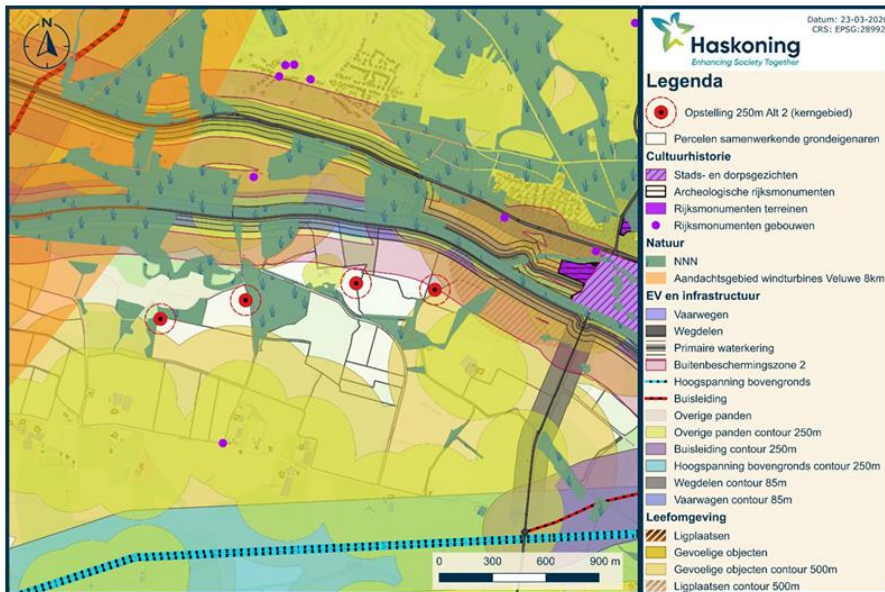 N
0 300 600 900 m
Datum: 23-03-2026
CRS: EPSG:28992
Haskoning
Enhancing Society Together
Legenda
Opstelling 250m Alt 2 (kerngebied)
Percelen samenwerkende grondeigenaren
Cultuurhistorie
Stads- en dorpsgezichten
Archeologische rijksmonumenten
Rijksmonumenten terreinen
Rijksmonumenten gebouwen
Natuur
NNN
Aandachtsgebied windturbines Veluwe 8km
EV en infrastructuur
Vaarwegen
Wegdelen
Primaire waterkering
Buitenbeschermingszone 2
Hoogspanning bovengronds
Buisleiding
Overige panden
Overige panden contour 250m
Buisleiding contour 250m
Hoogspanning bovengronds contour 250m
Wegdelen contour 85m
Vaarwagen contour 85m
Leefomgeving
Ligplaatsen
Gevoelige objecten
Gevoelige objecten contour 500m
Ligplaatsen contour 500m